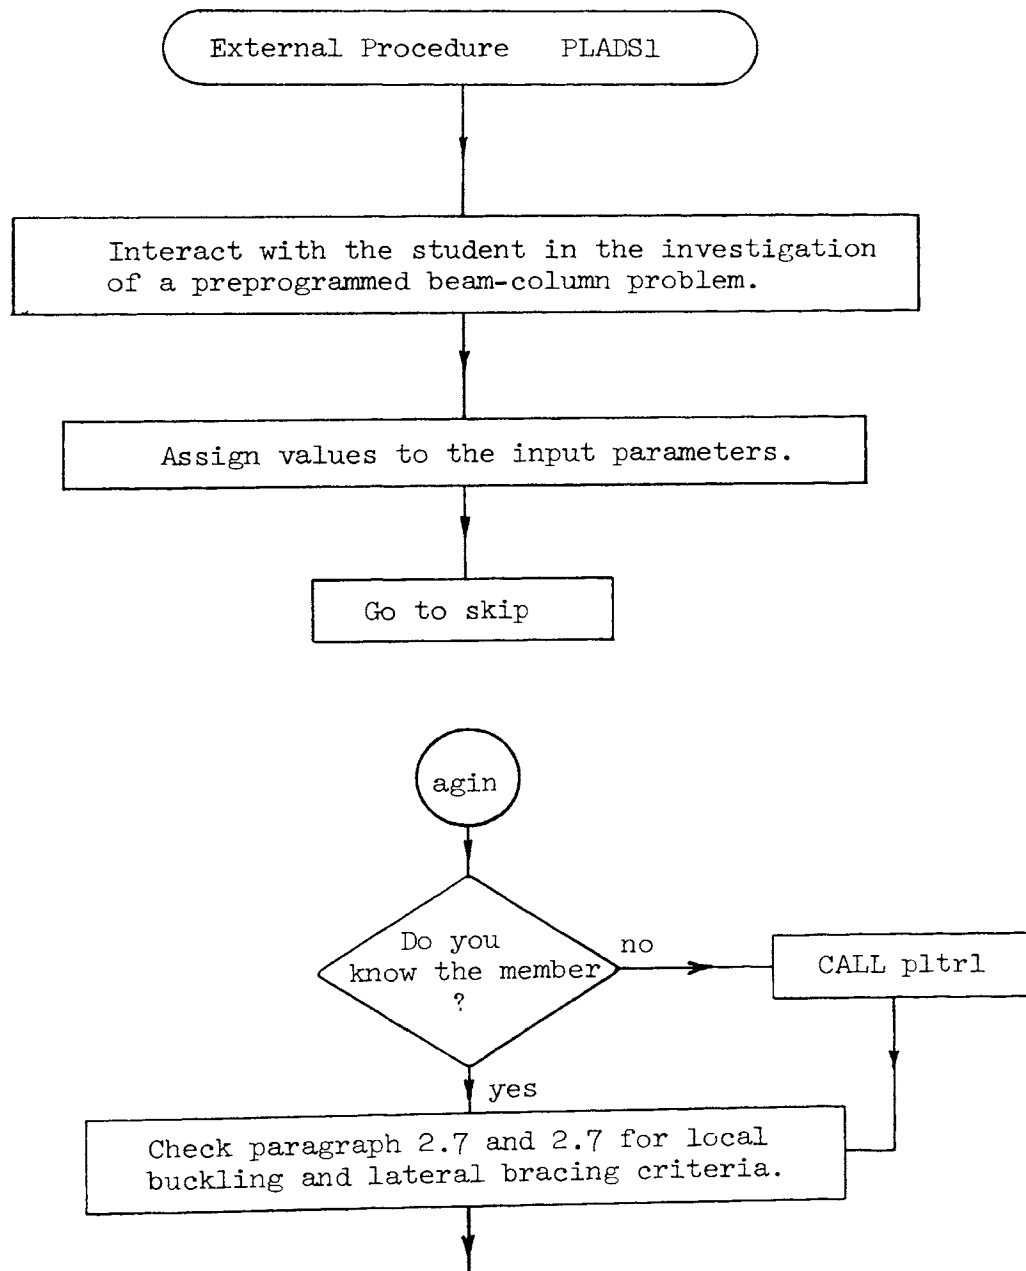 External Procedure PLADS1
Interact with the student in the investigation
of a preprogrammed beam-column problem.
Assign values to the input parameters.
Go to skip
agin
Do you
know the member
?
no
CALL pltrl
yes
Check paragraph 2.7 and 2.7 for local
buckling and lateral bracing criteria.